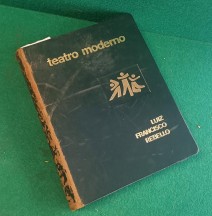 teatro moderno
LUIZ
FRANCISCO
REBELLO